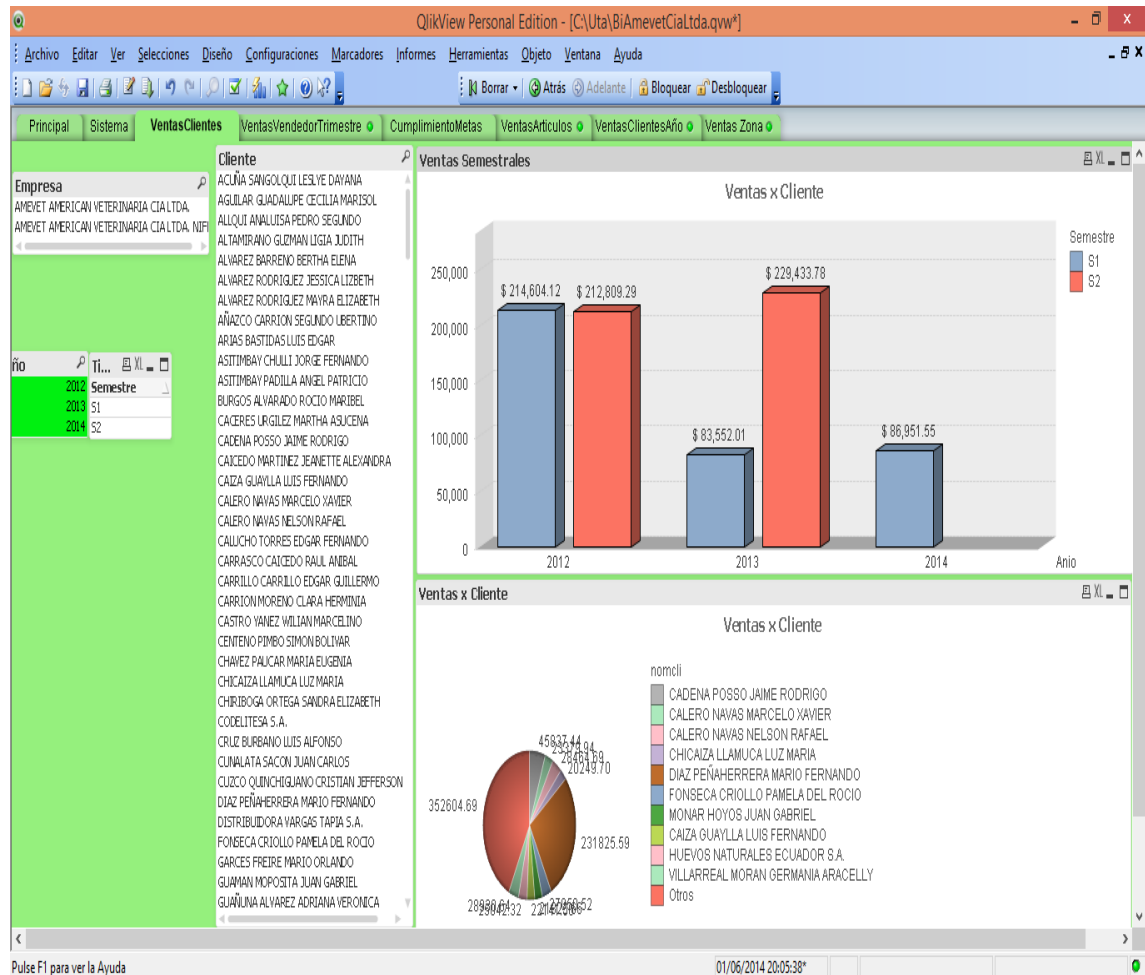 QlikView Personal Edition - [C:\Uta\BiAmevetCiaLtda.qvw*]
Archivo Editar Ver Selecciones Diseño Configuraciones Marcadores Informes Herramientas Objeto Ventana Ayuda
Borrar Atrás Adelante Bloquear Desbloquear
Principal Sistema VentasClientes VentasVendedorTrimestre CumplimientoMetas VentasArticulos VentasClientesAño Ventas Zona
Empresa
AMEVET AMERICAN VETERINARIA CIA LTDA.
AMEVET AMERICAN VETERINARIA CIA LTDA. NIFI
ño
2012
2013
2014
Ti... XL
Semestre
S1
S2
Cliente
ACUÑA SANGOLQUI LESLYE DAYANA
AGUILAR GUADALUPE CECILIA MARISOL
ALLQUI ANALUISA PEDRO SEGUNDO
ALTAMIRANO GUZMAN LIGIA JUDITH
ALVAREZ BARRENO BERTHA ELENA
ALVAREZ RODRIGUEZ JESSICA LIZBETH
ALVAREZ RODRIGUEZ MAYRA ELIZABETH
AÑAZCO CARRION SEGUNDO LIBERTINO
ARIAS BASTIDAS LUIS EDGAR
ASITIMBAY CHULLI JORGE FERNANDO
ASITIMBAY PADILLA ANGEL PATRICIO
BURGOS ALVARADO ROCIO MARIBEL
CACERES URGILEZ MARTHA ASUCENA
CADENA POSSO JAIME RODRIGO
CAICEDO MARTINEZ JEANETTE ALEXANDRA
CAIZA GUAYLLA LUIS FERNANDO
CALERO NAVAS MARCELO XAVIER
CALERO NAVAS NELSON RAFAEL
CALUCHO TORRES EDGAR FERNANDO
CARRASCO CAICEDO RAUL ANIBAL
CARRILLO CARRILLO EDGAR GUILLERMO
CARRION MORENO CLARA HERMINIA
CASTRO YANEZ WILIAN MARCELINO
CENTENO PIMBO SIMON BOLIVAR
CHAVEZ PAUCAR MARIA EUGENIA
CHICAIZA LLAMUCA LUZ MARIA
CHIRIBOGA ORTEGA SANDRA ELIZABETH
CODELITESA S.A.
CRUZ BURBANO LUIS ALFONSO
CUNALATA SACON JUAN CARLOS
CUZCO QUINCHIGUANO CRISTIAN JEFFERSON
DIAZ PEÑAHERRERA MARIO FERNANDO
DISTRIBUIDORA VARGAS TAPIA S.A.
FONSECA CRIOLLO PAMELA DEL ROCIO
GARCES FREIRE MARIO ORLANDO
GUAMAN MOPOSITA JUAN GABRIEL
GUAÑUNA ALVAREZ ADRIANA VERONICA
Ventas Semestrales XL
Ventas x Cliente
Semestre
S1
S2
250,000
200,000
150,000
100,000
50,000
0
$ 214,604.12
$ 212,809.29
$ 83,552.01
$ 229,433.78
$ 86,951.55
2012 2013 2014 Anio
Ventas x Cliente XL
Ventas x Cliente
nomcli
CADENA POSSO JAIME RODRIGO
CALERO NAVAS MARCELO XAVIER
CALERO NAVAS NELSON RAFAEL
CHICAIZA LLAMUCA LUZ MARIA
DIAZ PEÑAHERRERA MARIO FERNANDO
FONSECA CRIOLLO PAMELA DEL ROCIO
MONAR HOYOS JUAN GABRIEL
CAIZA GUAYLLA LUIS FERNANDO
HUEVOS NATURALES ECUADOR S.A.
VILLARREAL MORAN GERMANIA ARACELLY
Otros
20249.70
352604.69
231825.59
Pulse F1 para ver la Ayuda
01/06/2014 20:05:38*